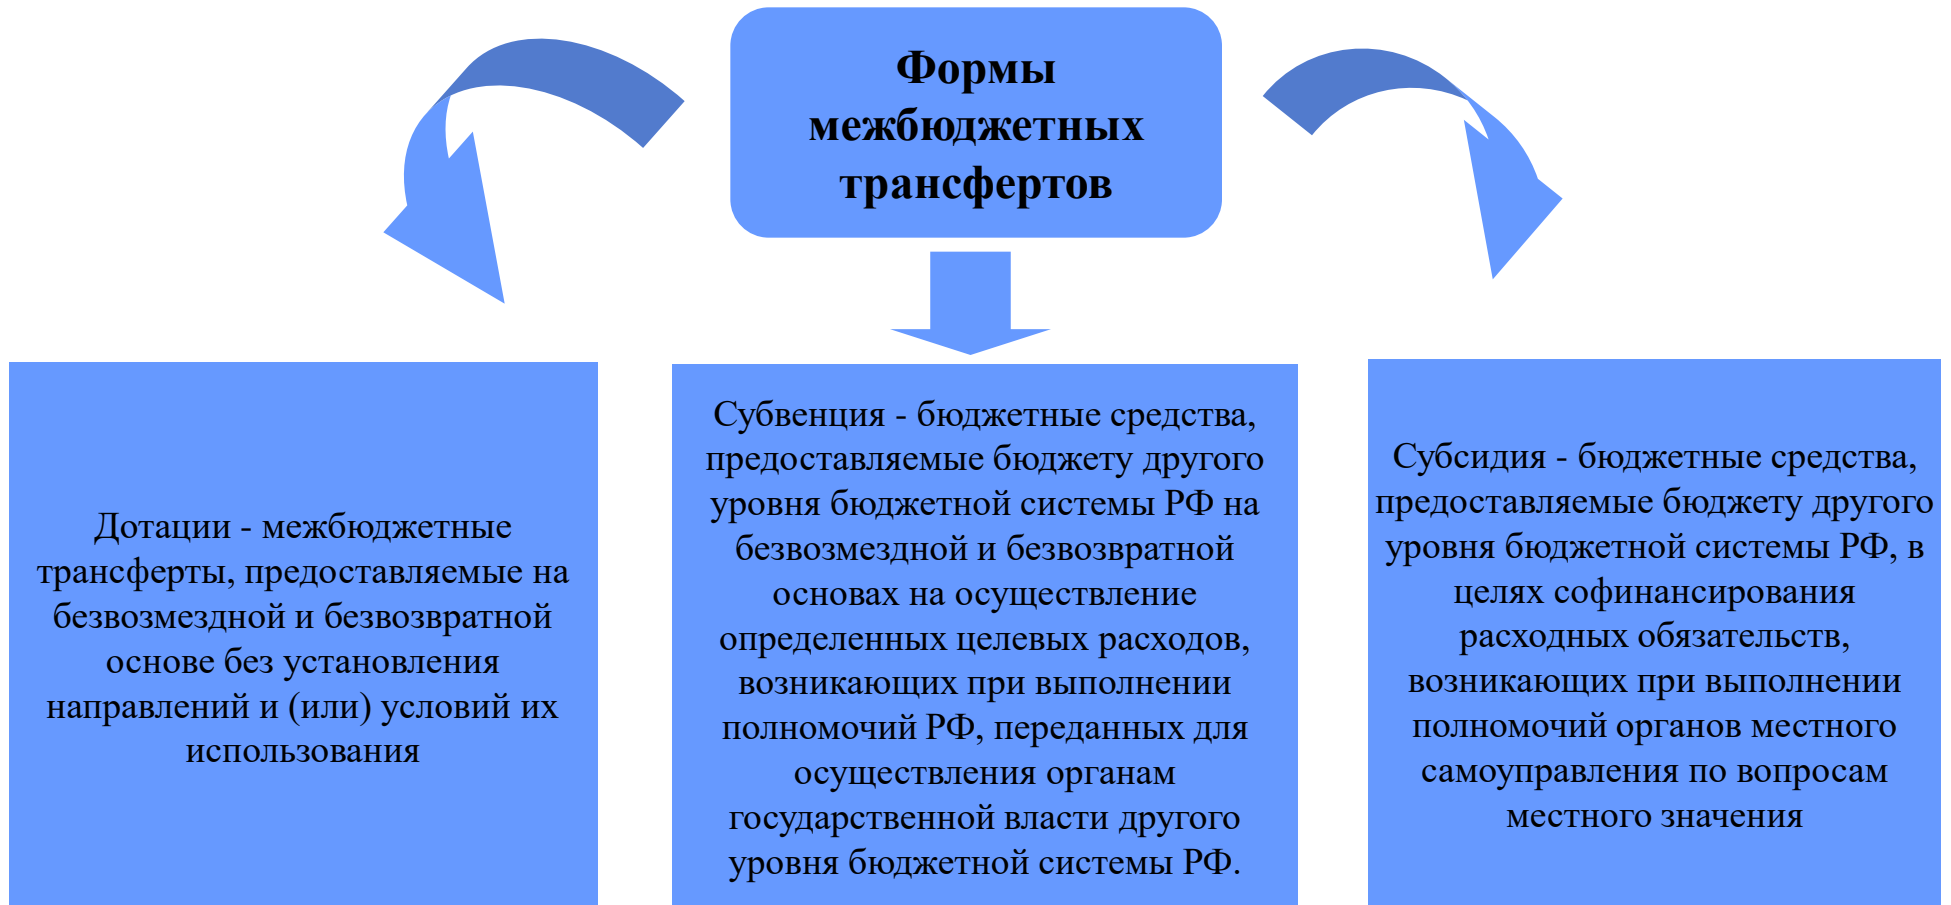 Формы
межбюджетных
трансфертов
Дотации - межбюджетные
трансферты, предоставляемые на
безвозмездной и безвозвратной
основе без установления
направлений и (или) условий их
использования
Субвенция - бюджетные средства,
предоставляемые бюджету другого
уровня бюджетной системы РФ на
безвозмездной и безвозвратной
основах на осуществление
определенных целевых расходов,
возникающих при выполнении
полномочий РФ, переданных для
осуществления органам
государственной власти другого
уровня бюджетной системы РФ.
Субсидия - бюджетные средства,
предоставляемые бюджету другого
уровня бюджетной системы РФ, в
целях софинансирования
расходных обязательств,
возникающих при выполнении
полномочий органов местного
самоуправления по вопросам
местного значения